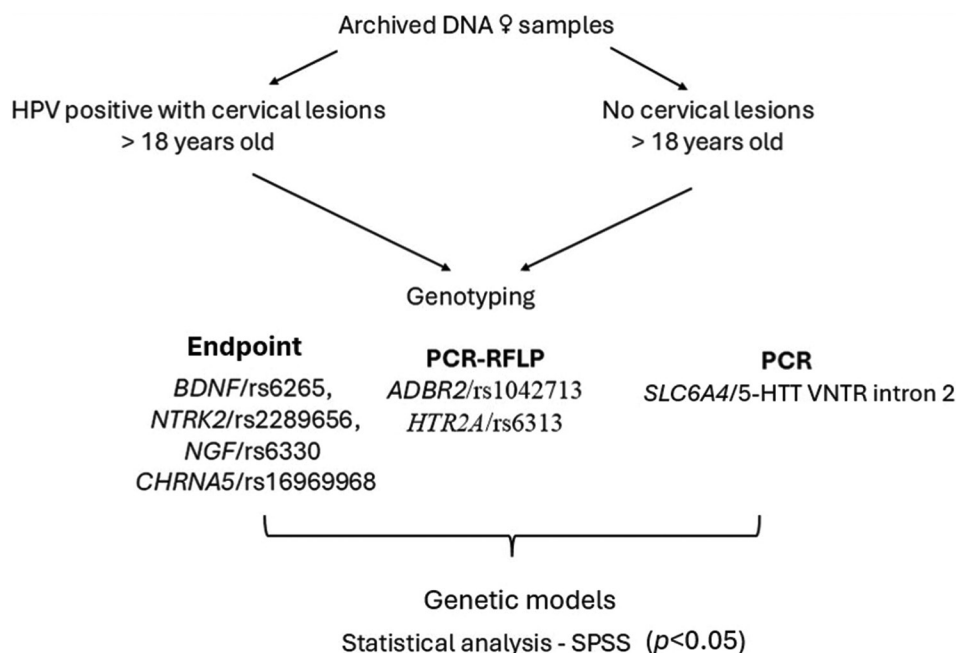 Archived DNA ♀ samples
HPV positive with cervical lesions
> 18 years old
No cervical lesions
> 18 years old
Genotyping
Endpoint
BDNF/rs6265,
NTRK2/rs2289656,
NGF/rs6330
CHRNA5/rs16969968
PCR-RFLP
ADBR2/rs1042713
HTR2A/rs6313
PCR
SLC6A4/5-HTT VNTR intron 2
Genetic models
Statistical analysis - SPSS (p<0.05)